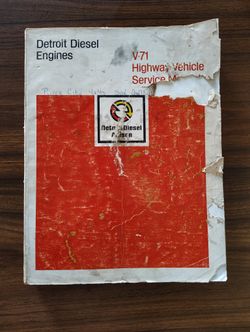 Detroit Diesel
Engines
V-71
Highway Vehicle
Service
Detroit Diesel
Allison